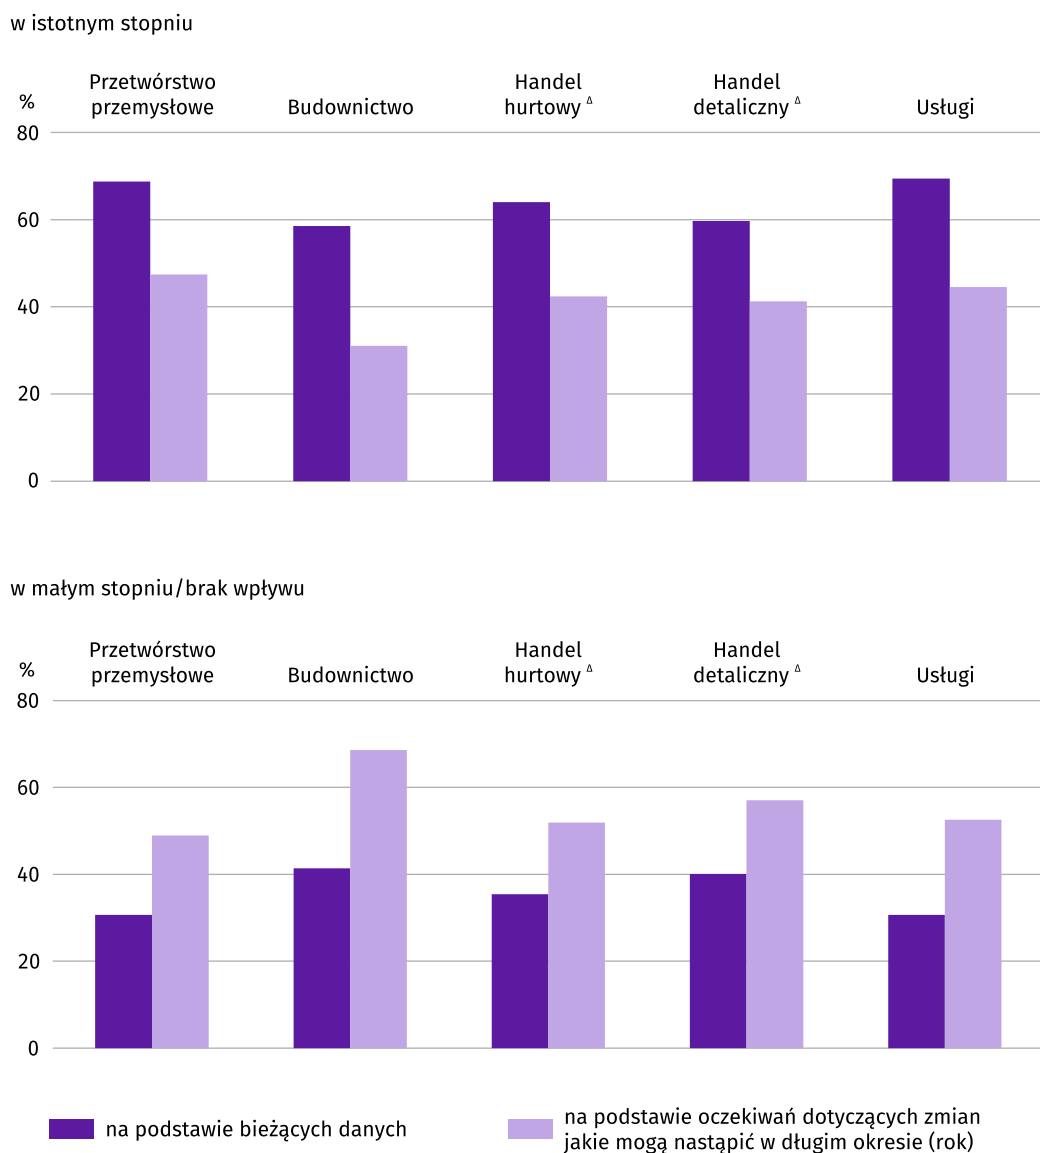 w istotnym stopniu
Przetwórstwo
przemysłowe
Budownictwo
Handel
hurtowy Δ
Handel
detaliczny Δ
Usługi
%
80
60
40
20
0
w małym stopniu/brak wpływu
Przetwórstwo
przemysłowe
Budownictwo
Handel
hurtowy Δ
Handel
detaliczny Δ
Usługi
%
80
60
40
20
0
na podstawie bieżących danych
na podstawie oczekiwań dotyczących zmian
jakie mogą nastąpić w długim okresie (rok)